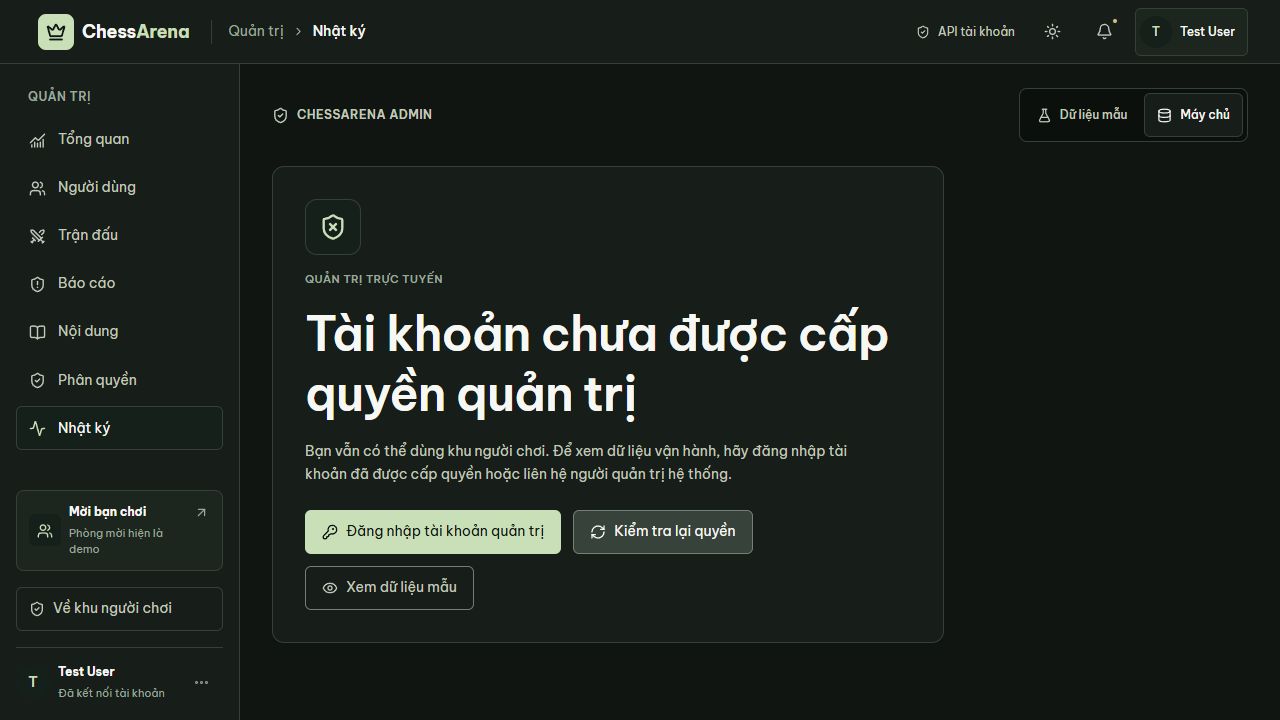 ChessArena
Quản trị > Nhật ký
API tài khoản
T Test User
QUẢN TRỊ
Tổng quan
Người dùng
Trận đấu
Báo cáo
Nội dung
Phân quyền
Nhật ký
Mời bạn chơi
Phòng mời hiện là
demo
Về khu người chơi
T Test User
Đã kết nối tài khoản
CHESSARENA ADMIN
Dữ liệu mẫu
Máy chủ
QUẢN TRỊ TRỰC TUYẾN
Tài khoản chưa được cấp
quyền quản trị
Bạn vẫn có thể dùng khu người chơi. Để xem dữ liệu vận hành, hãy đăng nhập tài
khoản đã được cấp quyền hoặc liên hệ người quản trị hệ thống.
Đăng nhập tài khoản quản trị
Kiểm tra lại quyền
Xem dữ liệu mẫu